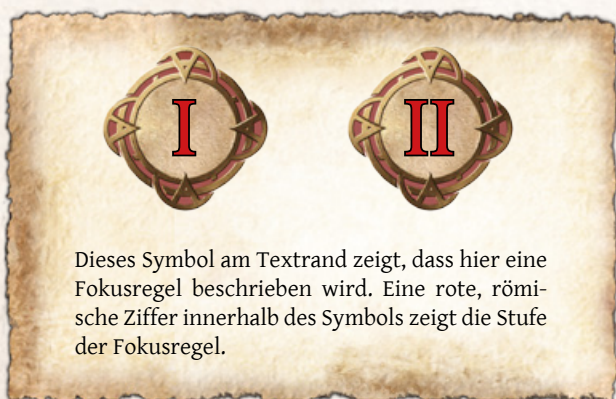 I II
Dieses Symbol am Textrand zeigt, dass hier eine
Fokusregel beschrieben wird. Eine rote, römi-
sche Ziffer innerhalb des Symbols zeigt die Stufe
der Fokusregel.